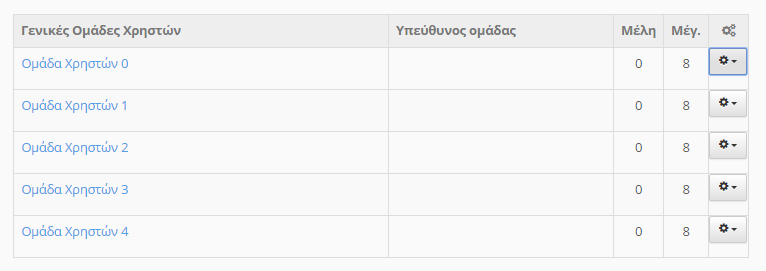 Γενικές Ομάδες Χρηστών Υπεύθυνος ομάδας Μέλη Μέγ.
Ομάδα Χρηστών 0 0 8
Ομάδα Χρηστών 1 0 8
Ομάδα Χρηστών 2 0 8
Ομάδα Χρηστών 3 0 8
Ομάδα Χρηστών 4 0 8